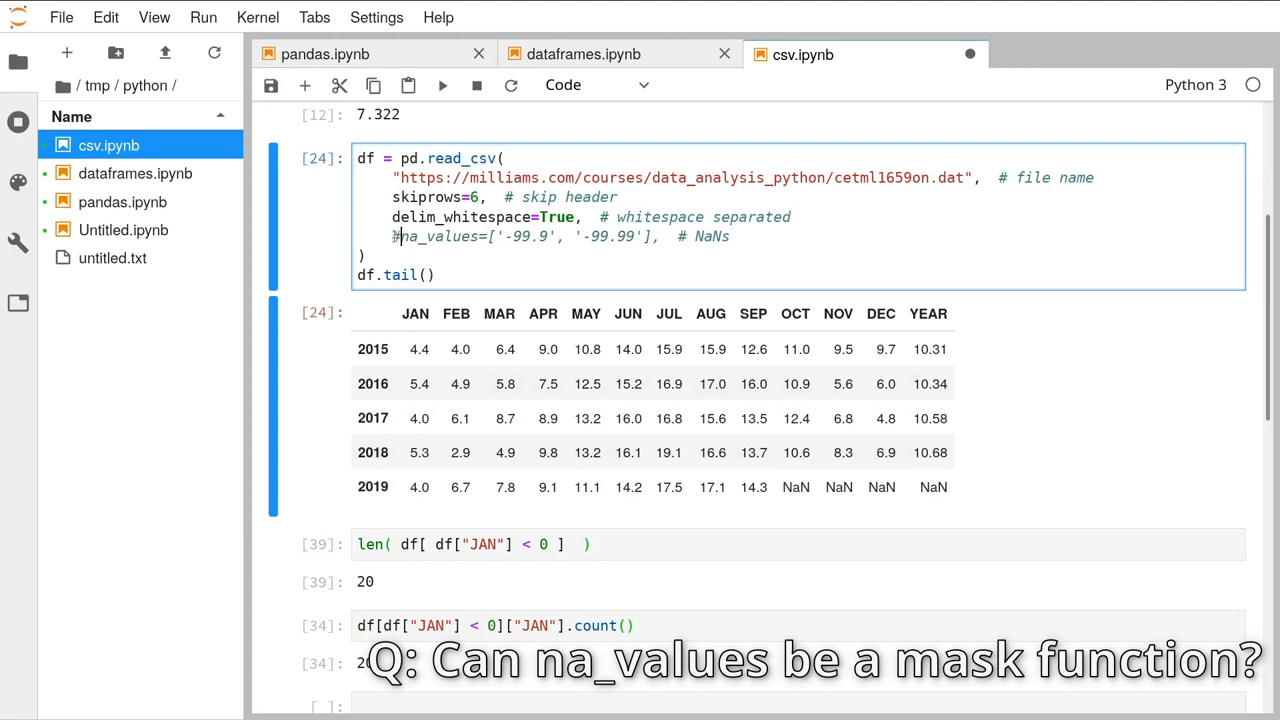 File Edit View Run Kernel Tabs Settings Help
pandas.ipynb dataframes.ipynb csv.ipynb
Code Python 3
/ tmp / python /
Name
csv.ipynb
dataframes.ipynb
pandas.ipynb
Untitled.ipynb
untitled.txt
[12]: 7.322
[24]: df = pd.read_csv(
"https://milliams.com/courses/data_analysis_python/cetml1659on.dat", # file name
skiprows=6, # skip header
delim_whitespace=True, # whitespace separated
#na_values=['-99.9', '-99.99'], # NaNs
)
df.tail()
[24]: JAN FEB MAR APR MAY JUN JUL AUG SEP OCT NOV DEC YEAR
2015 4.4 4.0 6.4 9.0 10.8 14.0 15.9 15.9 12.6 11.0 9.5 9.7 10.31
2016 5.4 4.9 5.8 7.5 12.5 15.2 16.9 17.0 16.0 10.9 5.6 6.0 10.34
2017 4.0 6.1 8.7 8.9 13.2 16.0 16.8 15.6 13.5 12.4 6.8 4.8 10.58
2018 5.3 2.9 4.9 9.8 13.2 16.1 19.1 16.6 13.7 10.6 8.3 6.9 10.68
2019 4.0 6.7 7.8 9.1 11.1 14.2 17.5 17.1 14.3 NaN NaN NaN NaN
[39]: len( df[ df["JAN"] < 0 ] )
[39]: 20
[34]: df[df["JAN"] < 0]["JAN"].count()
[34]: 20
Q: Can na_values be a mask function?
[ ]: